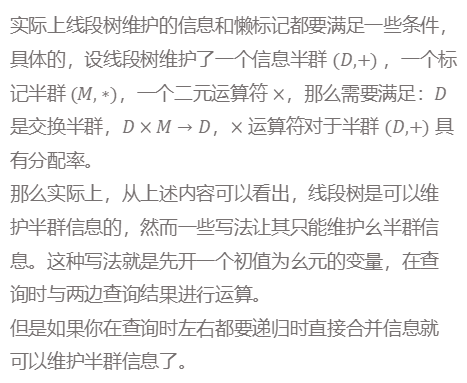 实际上线段树维护的信息和懒标记都要满足一些条件，
具体的，设线段树维护了一个信息半群 (D,+) ，一个标
记半群 (M,∗)，一个二元运算符 ×，那么需要满足：D
是交换半群，D × M → D，× 运算符对于半群 (D,+) 具
有分配率。
那么实际上，从上述内容可以看出，线段树是可以维
护半群信息的，然而一些写法让其只能维护幺半群信
息。这种写法就是先开一个初值为幺元的变量，在查
询时与两边查询结果进行运算。
但是如果你在查询时左右都要递归时直接合并信息就
可以维护半群信息了。